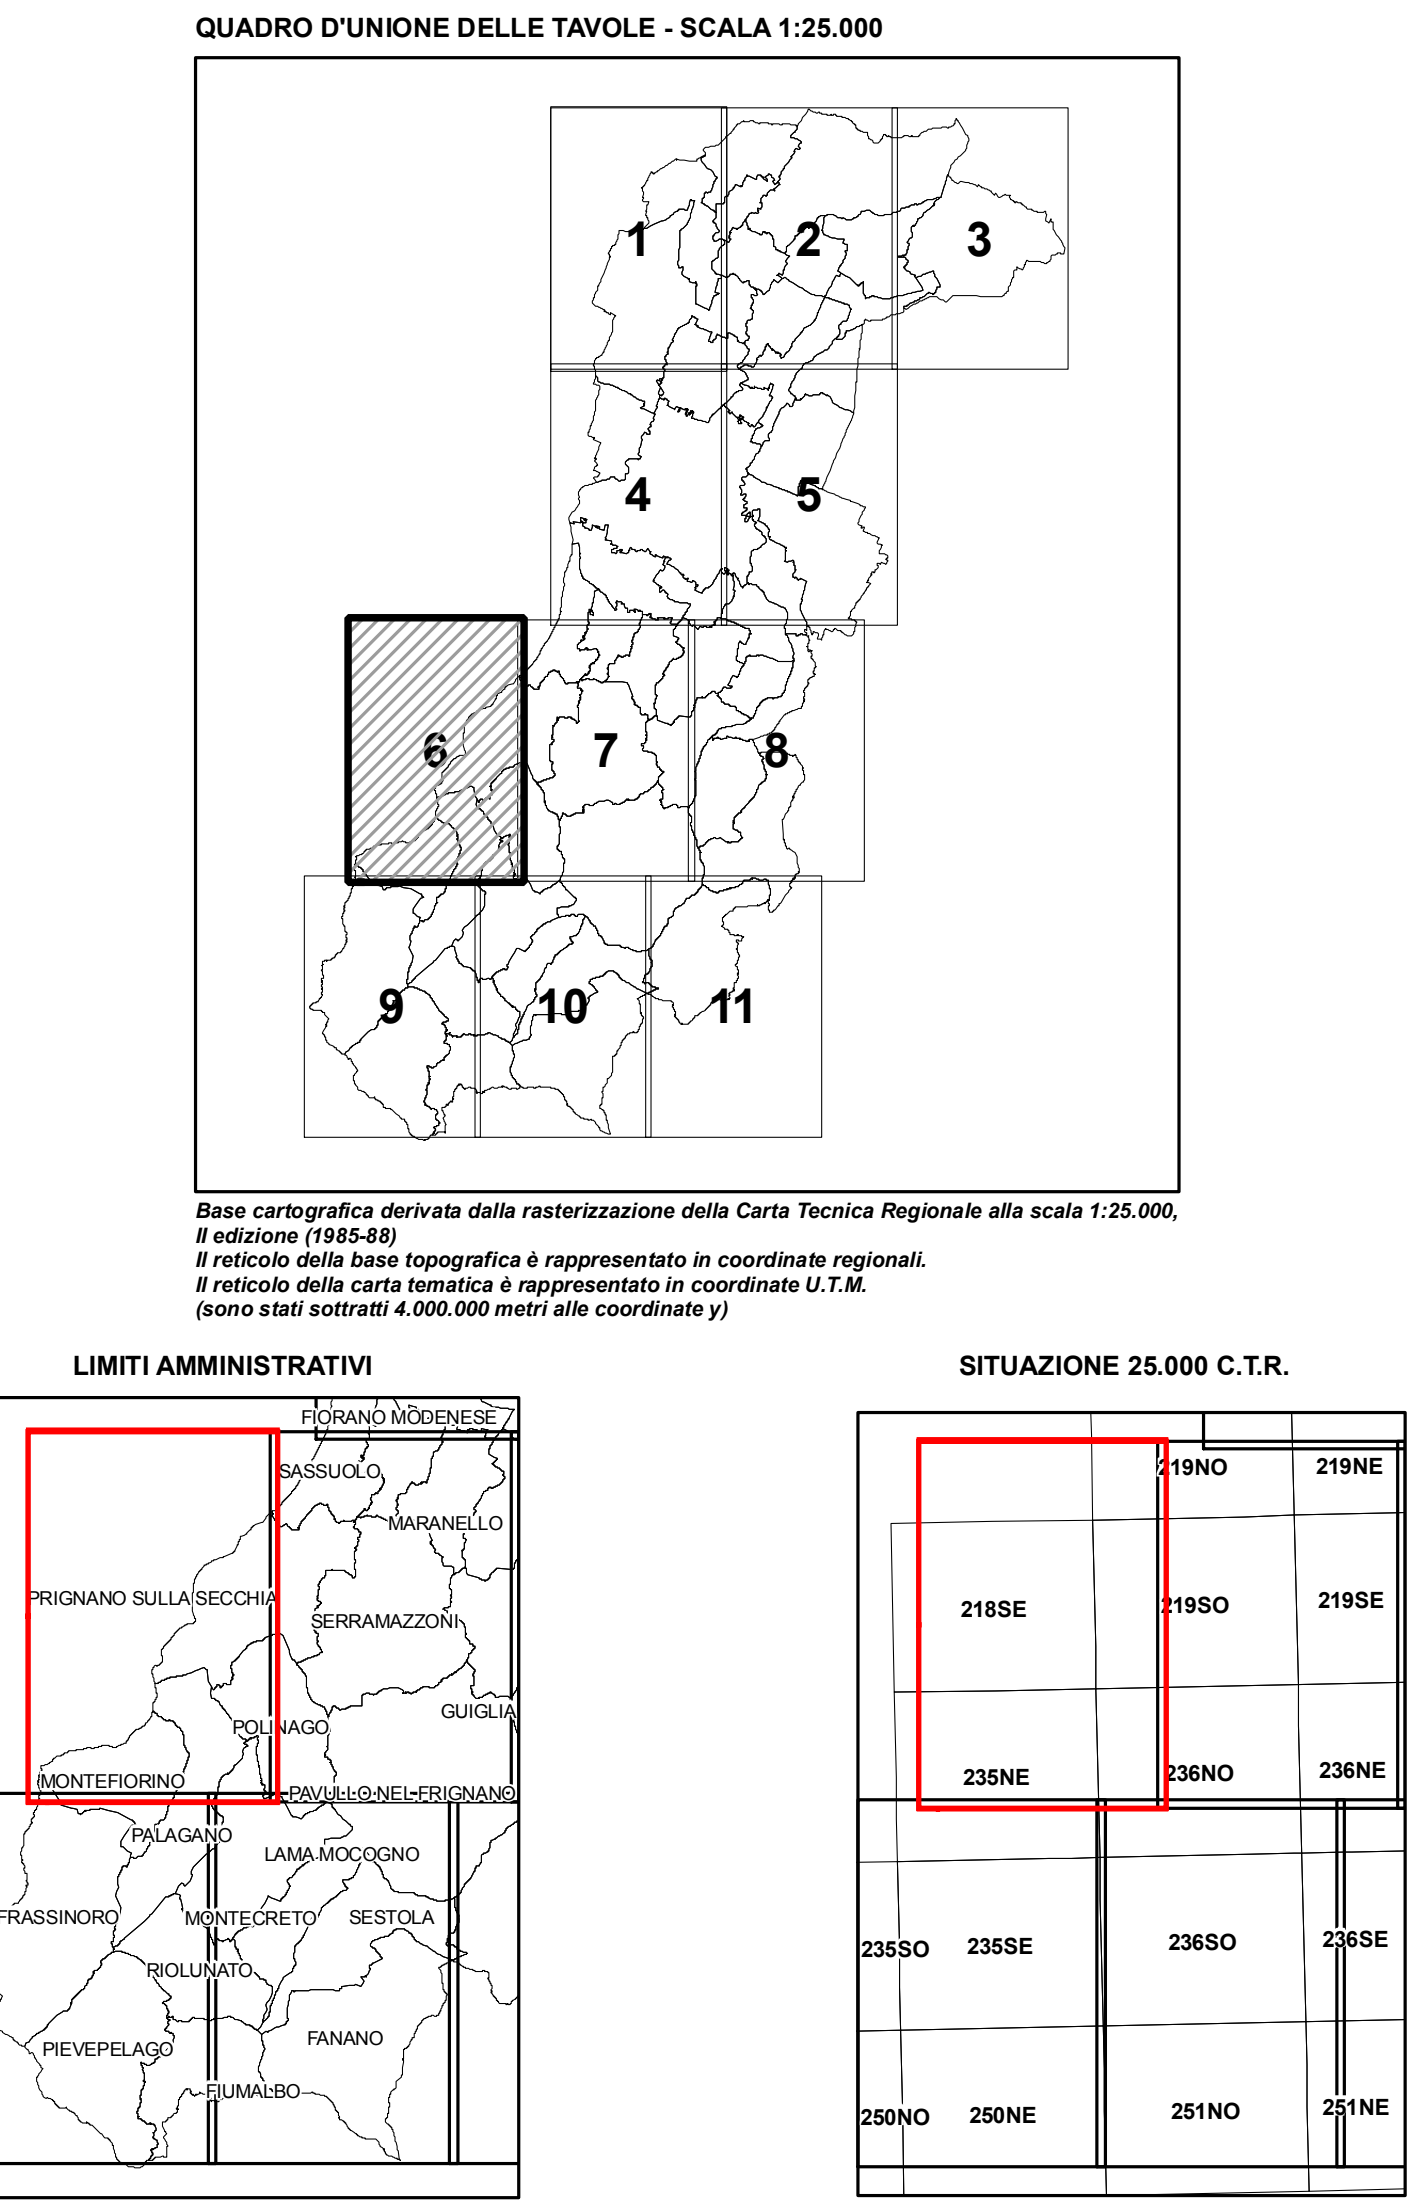 QUADRO D'UNIONE DELLE TAVOLE - SCALA 1:25.000
1
2
3
4
5
6
7
8
9
10
11
Base cartografica derivata dalla rasterizzazione della Carta Tecnica Regionale alla scala 1:25.000,
II edizione (1985-88)
Il reticolo della base topografica è rappresentato in coordinate regionali.
Il reticolo della carta tematica è rappresentato in coordinate U.T.M.
(sono stati sottratti 4.000.000 metri alle coordinate y)
LIMITI AMMINISTRATIVI
FIORANO MODENESE
SASSUOLO
MARANELLO
PRIGNANO SULLA SECCHIA
SERRAMAZZONI
GUIGLIA
POLINAGO
MONTEFIORINO
PAVULLO NEL FRIGNANO
PALAGANO
LAMA MOCOGNO
FRASSINORO
MONTECRETO
SESTOLA
RIOLUNATO
FANANO
PIEVEPELAGO
FIUMALBO
SITUAZIONE 25.000 C.T.R.
219NO
219NE
218SE
219SO
219SE
235NE
236NO
236NE
235SO
235SE
236SO
236SE
250NO
250NE
251NO
251NE